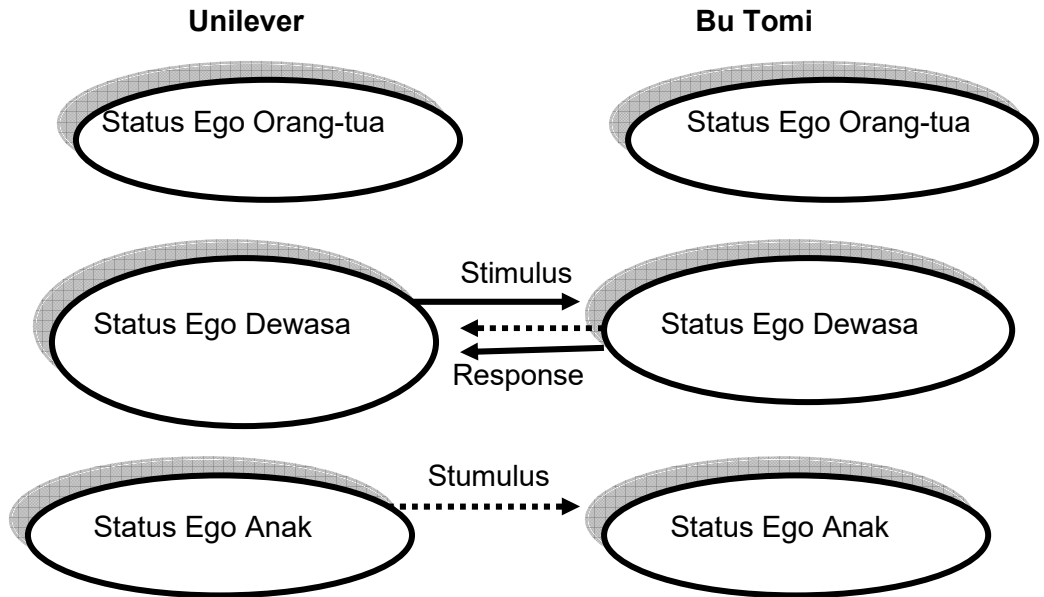 Unilever
Bu Tomi
Status Ego Orang-tua
Status Ego Orang-tua
Stimulus
Status Ego Dewasa
Status Ego Dewasa
Response
Stumulus
Status Ego Anak
Status Ego Anak